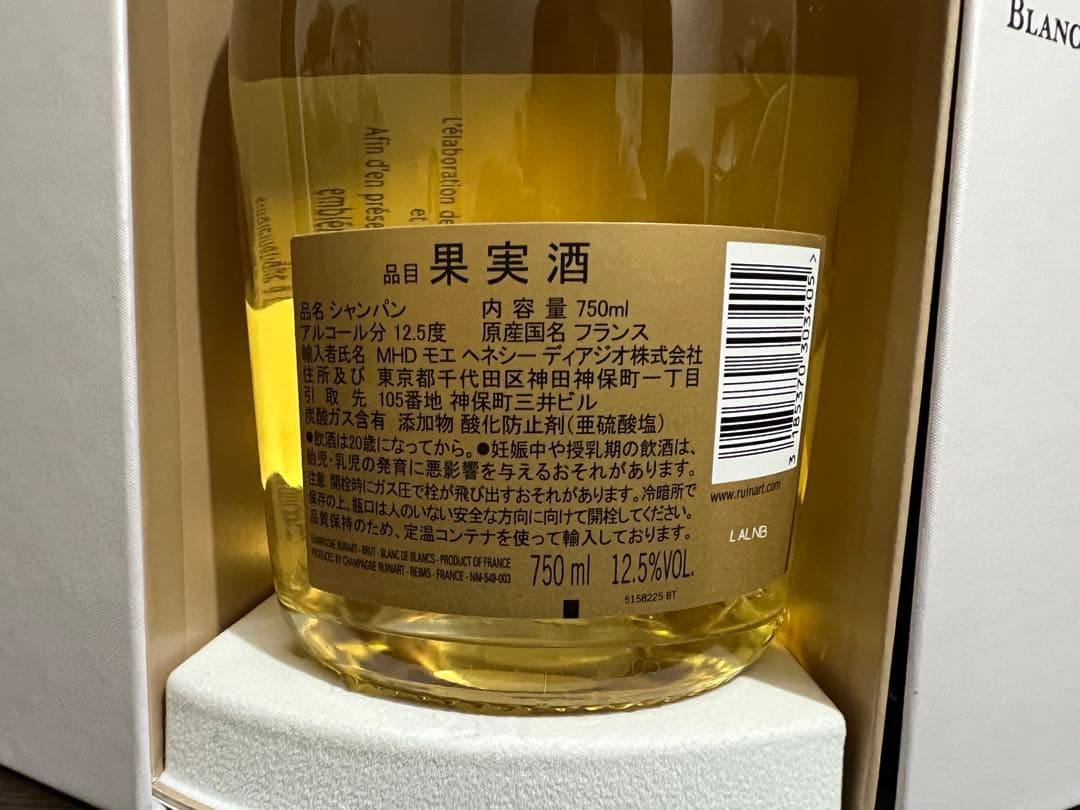 BLANC
L'élaboration de
et
Afin d'en prése
emblé
品目 果実酒
品名 シャンパン 内容量 750ml
アルコール分 12.5度 原産国名 フランス
輸入者氏名 MHD モエ ヘネシー ディアジオ株式会社
住所及び 東京都千代田区神田神保町一丁目
引取先 105番地 神保町三井ビル
炭酸ガス含有 添加物 酸化防止剤(亜硫酸塩)
●飲酒は20歳になってから。●妊娠中や授乳期の飲酒は、
胎児・乳児の発育に悪影響を与えるおそれがあります。
注意 開栓時にガス圧で栓が飛び出すおそれがあります。冷暗所で
保存の上、瓶口は人のいない安全な方向に向けて開栓してください。
品質保持のため、定温コンテナを使って輸入しております。
CHAMPAGNE RUINART - BRUT - BLANC DE BLANCS - PRODUCT OF FRANCE
PRODUCED BY CHAMPAGNE RUINART - REIMS - FRANCE - NM-549-003
750 ml 12.5%VOL.
5158225 BT
3 185370 303405 >
www.ruinart.com
LALNB